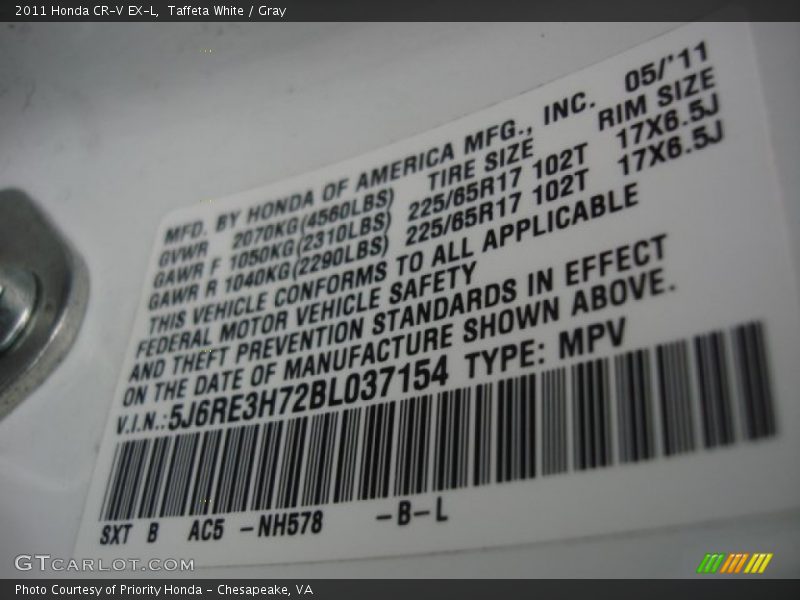 2011 Honda CR-V EX-L, Taffeta White / Gray
MFD. BY HONDA OF AMERICA MFG., INC. 05/'11
GVWR 2070KG(4560LBS) TIRE SIZE RIM SIZE
GAWR F 1050KG(2310LBS) 225/65R17 102T 17X6.5J
GAWR R 1040KG(2290LBS) 225/65R17 102T 17X6.5J
THIS VEHICLE CONFORMS TO ALL APPLICABLE
FEDERAL MOTOR VEHICLE SAFETY
AND THEFT PREVENTION STANDARDS IN EFFECT
ON THE DATE OF MANUFACTURE SHOWN ABOVE.
V.I.N.:5J6RE3H72BL037154 TYPE: MPV
SXT B AC5 -NH578 -B-L
GTCARLOT.COM
Photo Courtesy of Priority Honda - Chesapeake, VA